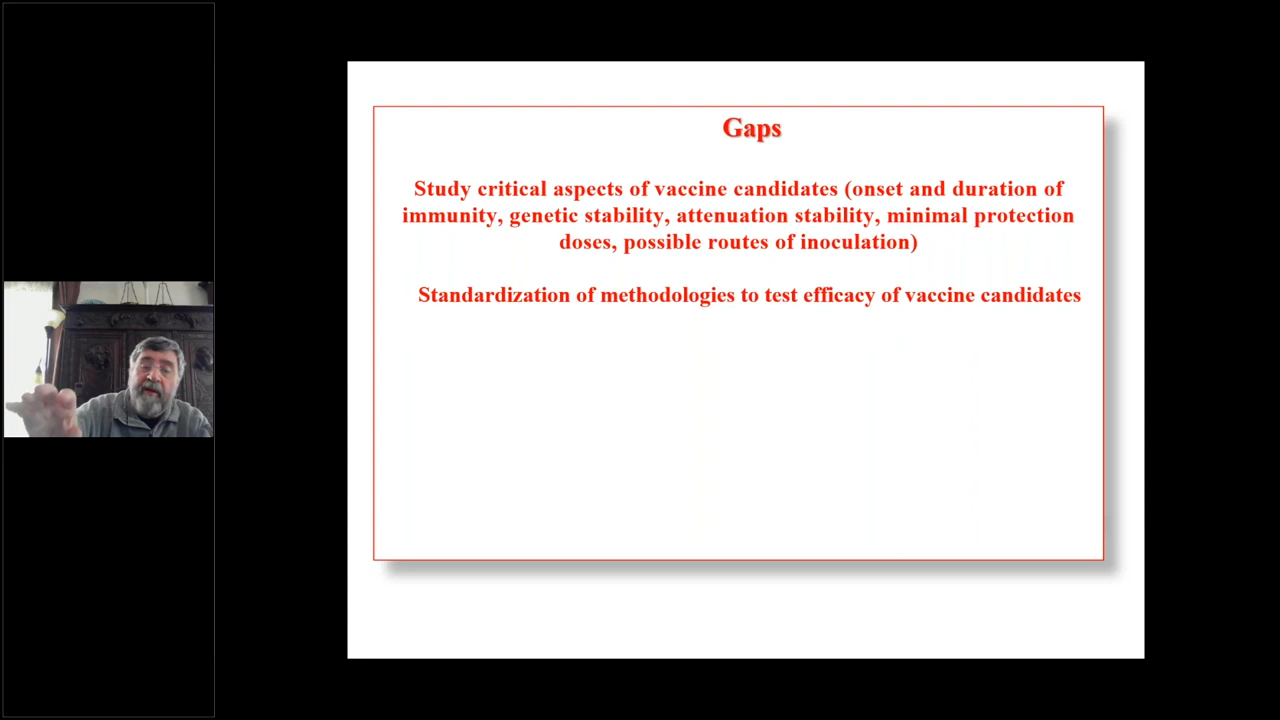 Gaps
Study critical aspects of vaccine candidates (onset and duration of
immunity, genetic stability, attenuation stability, minimal protection
doses, possible routes of inoculation)
Standardization of methodologies to test efficacy of vaccine candidates